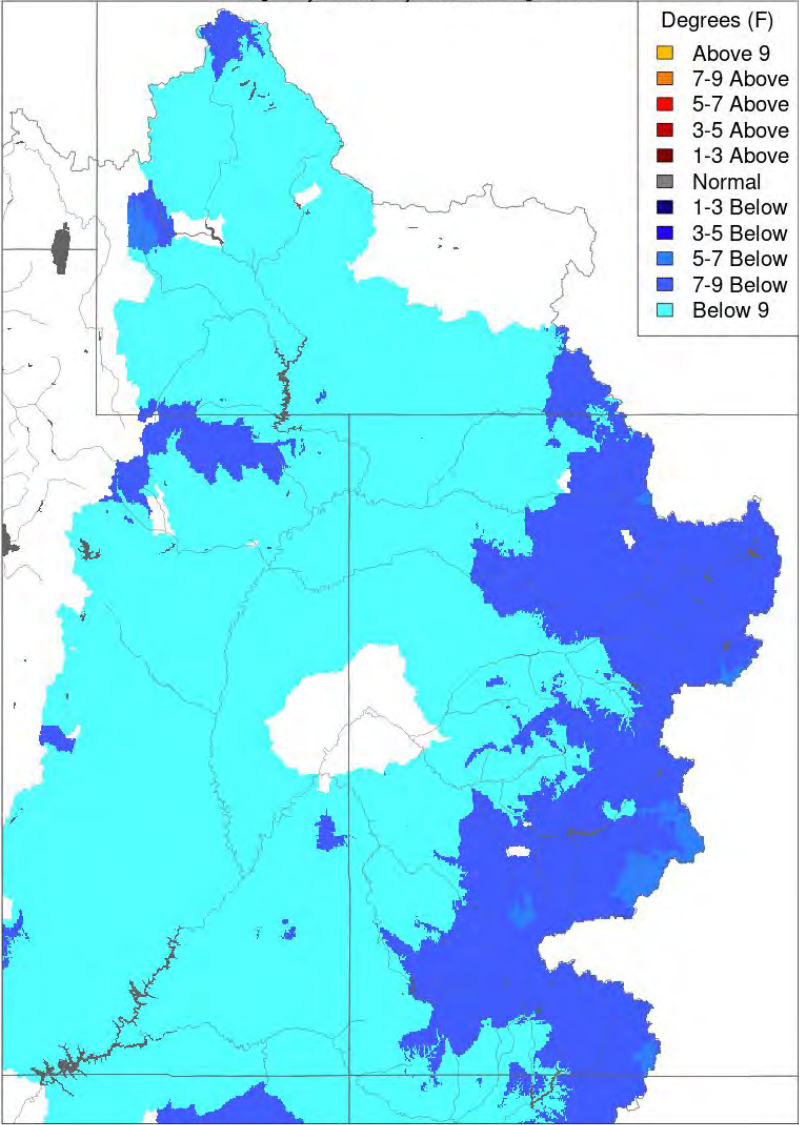 Degrees (F)
Above 9
7-9 Above
5-7 Above
3-5 Above
1-3 Above
Normal
1-3 Below
3-5 Below
5-7 Below
7-9 Below
Below 9